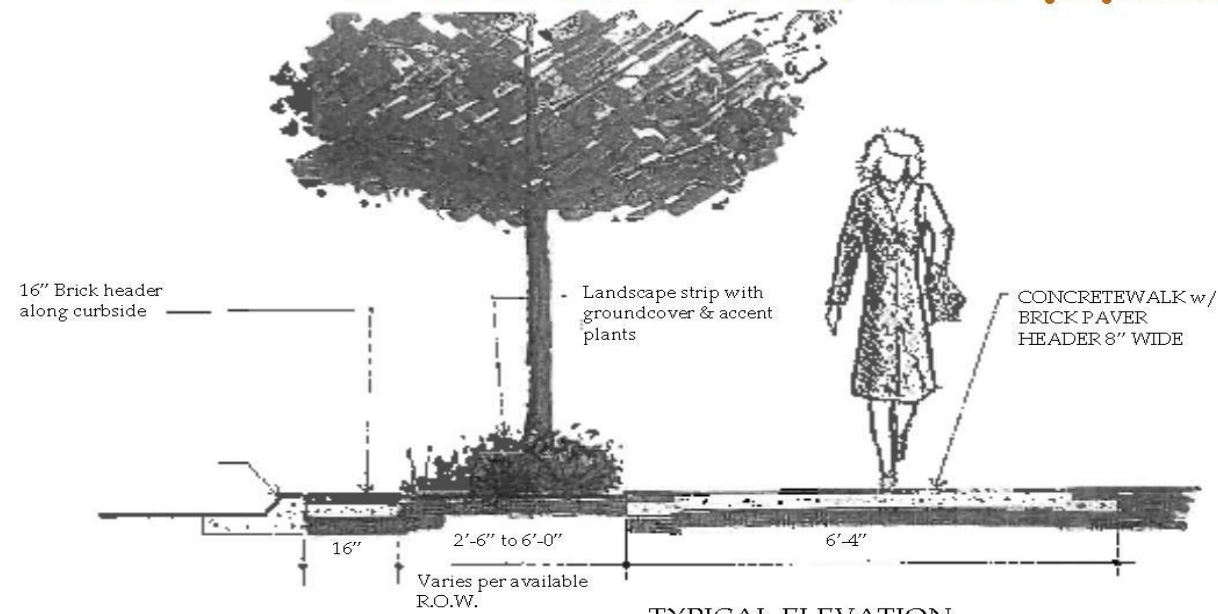 16" Brick header
along curbside
Landscape strip with
groundcover & accent
plants
CONCRETEWALK w/
BRICK PAVER
HEADER 8" WIDE
16"
2'-6" to 6'-0"
6'-4"
Varies per available
R.O.W.
TYPICAL ELEVATION